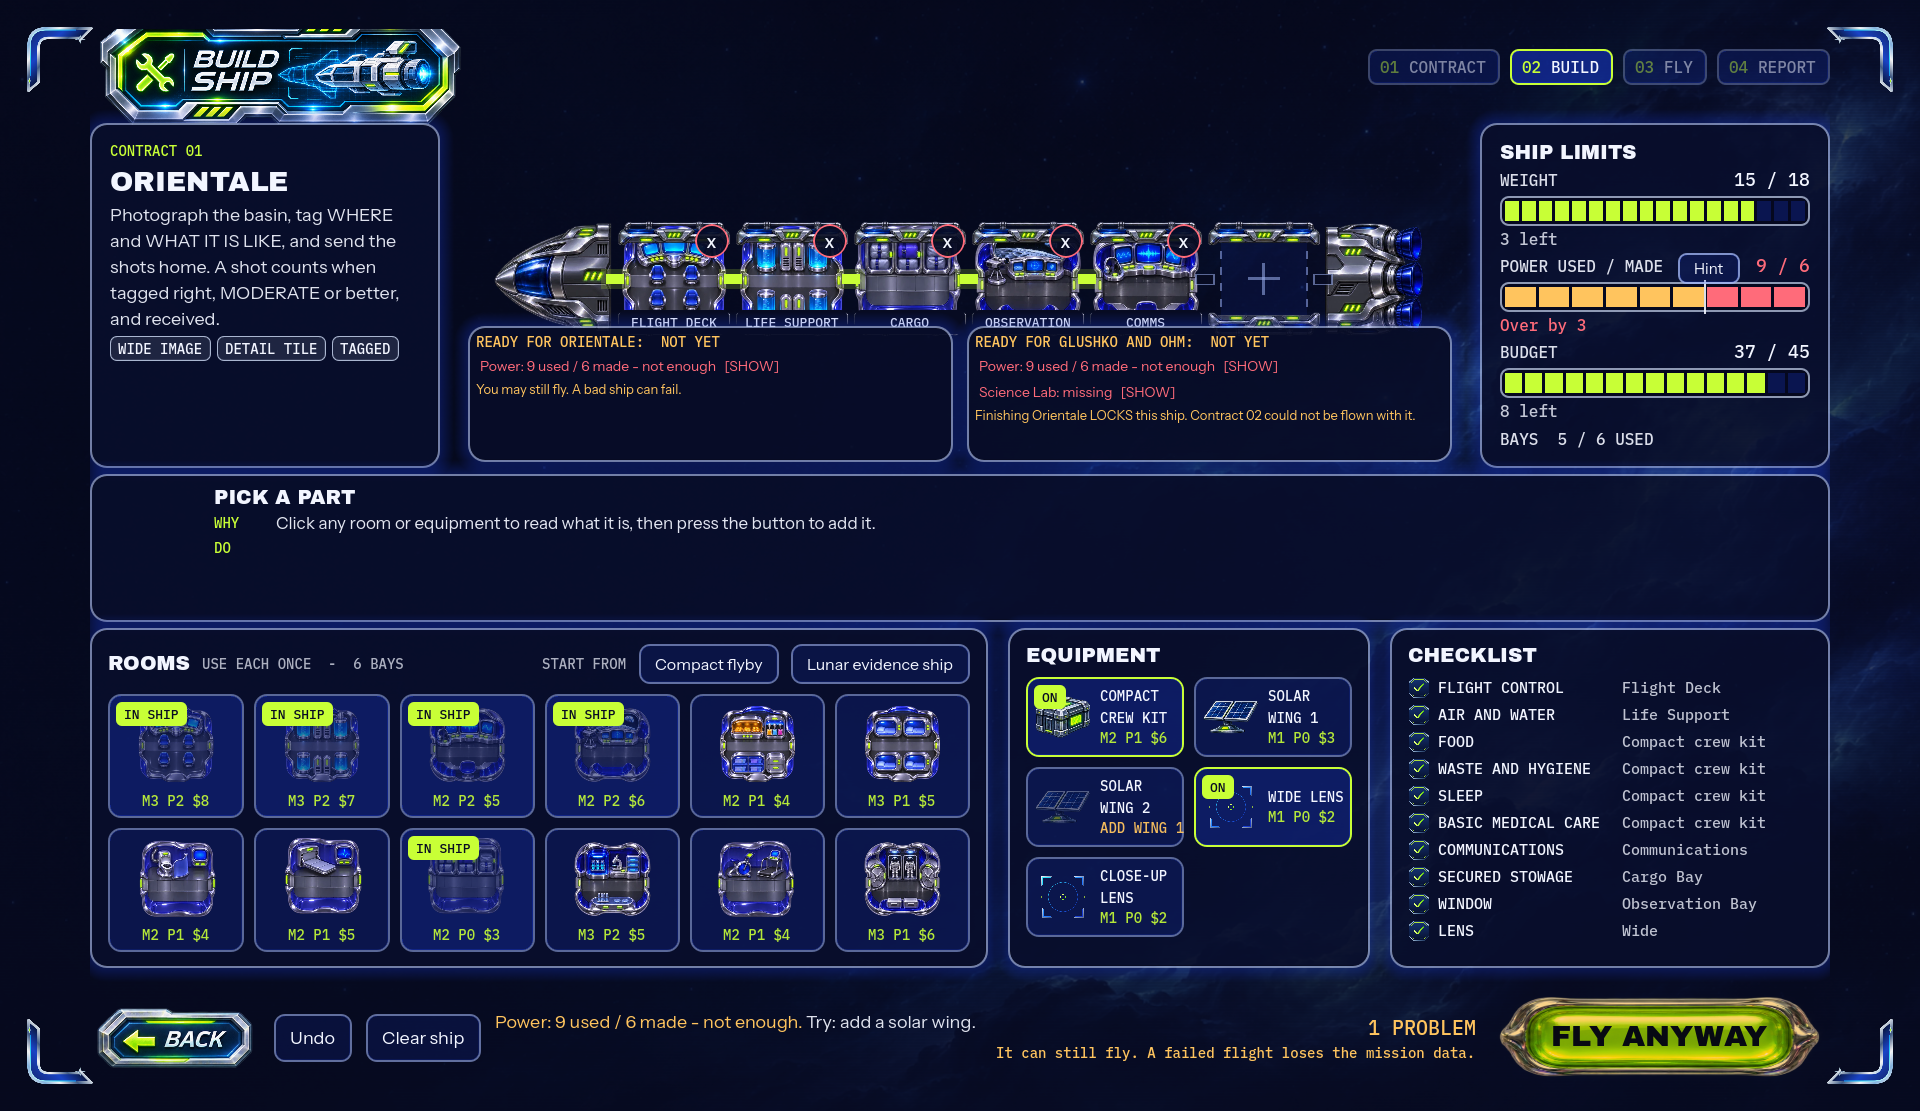 BUILD
SHIP
01 CONTRACT
02 BUILD
03 FLY
04 REPORT
CONTRACT 01
ORIENTALE
Photograph the basin, tag WHERE
and WHAT IT IS LIKE, and send the
shots home. A shot counts when
tagged right, MODERATE or better,
and received.
WIDE IMAGE
DETAIL TILE
TAGGED
X
X
X
X
X
FLIGHT DECK
LIFE SUPPORT
CARGO
OBSERVATION
COMMS
READY FOR ORIENTALE: NOT YET
Power: 9 used / 6 made - not enough [SHOW]
You may still fly. A bad ship can fail.
READY FOR GLUSHKO AND OHM: NOT YET
Power: 9 used / 6 made - not enough [SHOW]
Science Lab: missing [SHOW]
Finishing Orientale LOCKS this ship. Contract 02 could not be flown with it.
SHIP LIMITS
WEIGHT 15 / 18
3 left
POWER USED / MADE Hint 9 / 6
Over by 3
BUDGET 37 / 45
8 left
BAYS 5 / 6 USED
PICK A PART
WHY Click any room or equipment to read what it is, then press the button to add it.
DO
ROOMS USE EACH ONCE - 6 BAYS
START FROM Compact flyby Lunar evidence ship
IN SHIP
M3 P2 $8
IN SHIP
M3 P2 $7
IN SHIP
M2 P2 $5
IN SHIP
M2 P2 $6
M2 P1 $4
M3 P1 $5
M2 P1 $4
M2 P1 $5
IN SHIP
M2 P0 $3
M3 P2 $5
M2 P1 $4
M3 P1 $6
EQUIPMENT
ON
COMPACT
CREW KIT
M2 P1 $6
SOLAR
WING 1
M1 P0 $3
SOLAR
WING 2
ADD WING 1
ON
WIDE LENS
M1 P0 $2
CLOSE-UP
LENS
M1 P0 $2
CHECKLIST
FLIGHT CONTROL Flight Deck
AIR AND WATER Life Support
FOOD Compact crew kit
WASTE AND HYGIENE Compact crew kit
SLEEP Compact crew kit
BASIC MEDICAL CARE Compact crew kit
COMMUNICATIONS Communications
SECURED STOWAGE Cargo Bay
WINDOW Observation Bay
LENS Wide
BACK
Undo
Clear ship
Power: 9 used / 6 made - not enough. Try: add a solar wing.
1 PROBLEM
It can still fly. A failed flight loses the mission data.
FLY ANYWAY